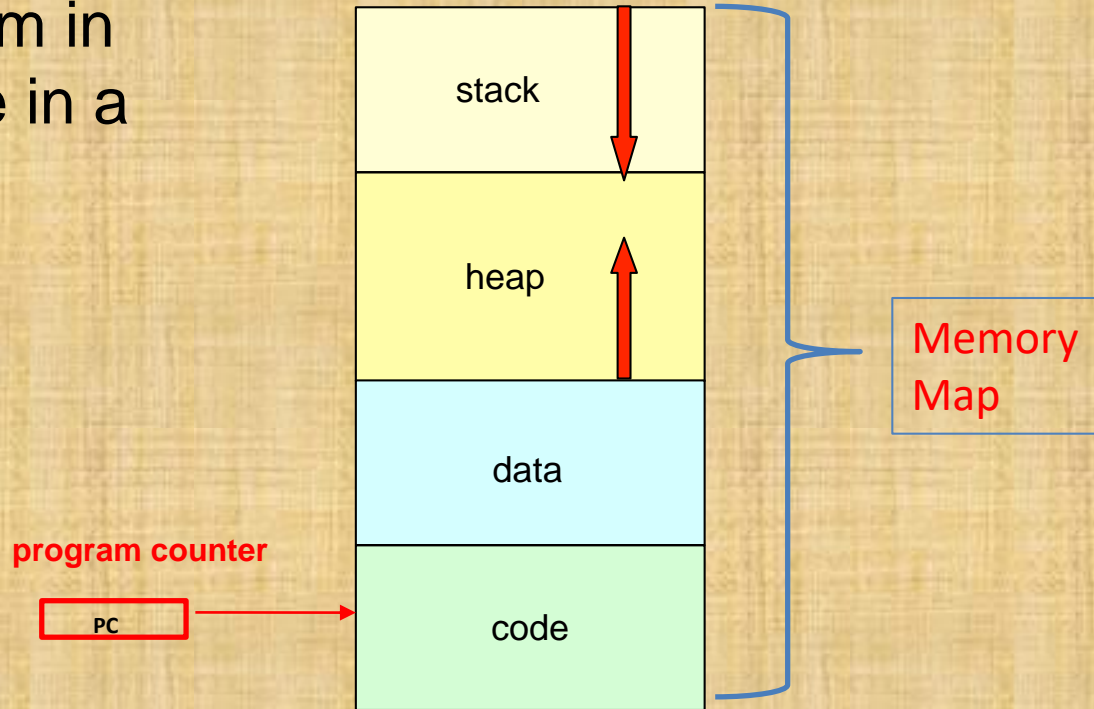 m in
e in a
stack
heap
Memory
Map
data
program counter
PC
code